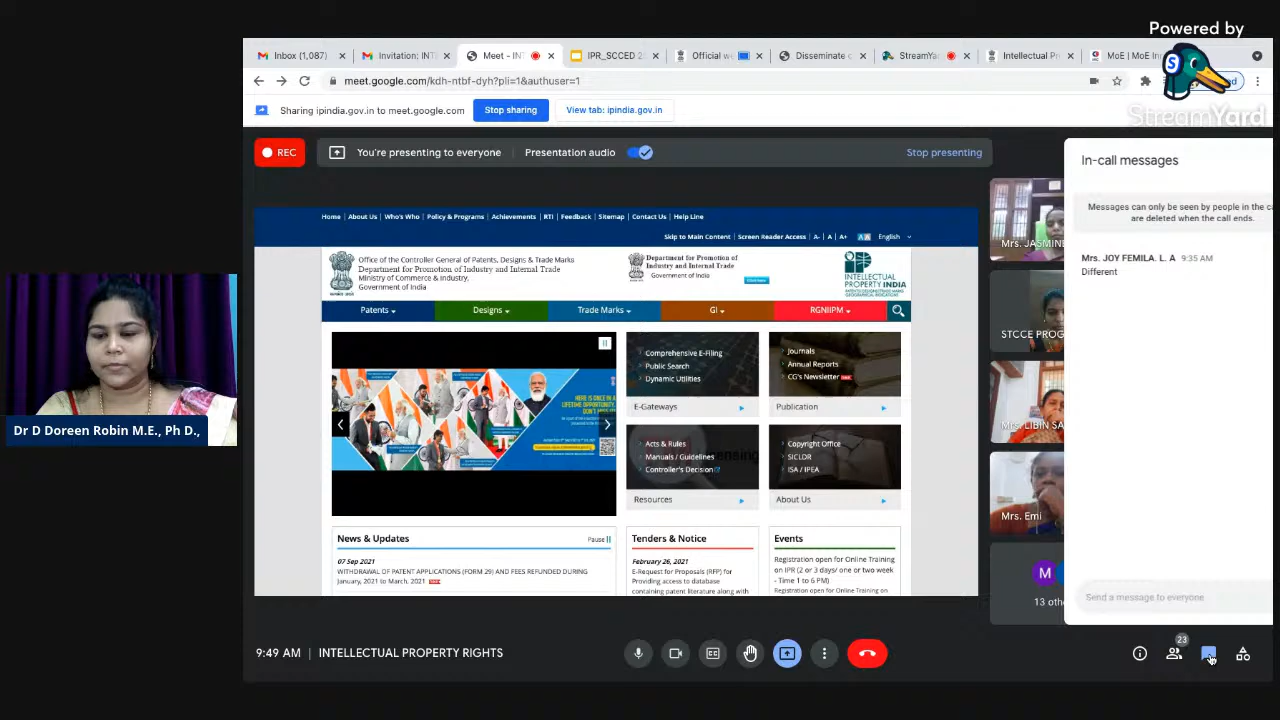 Powered by
StreamYard
Inbox (1,087)
Invitation: INT
Meet - INT
IPR_SCCED 2
Official w
Disseminate o
StreamYar
Intellectual Pr
MoE | MoE In
meet.google.com/kdh-ntbf-dyh?pli=1&authuser=1
Sharing ipindia.gov.in to meet.google.com
Stop sharing
View tab: ipindia.gov.in
REC
You're presenting to everyone
Presentation audio
Stop presenting
Home | About Us | Who's Who | Policy & Programs | Achievements | RTI | Feedback | Sitemap | Contact Us | Help Line
Skip to Main Content | Screen Reader Access | A- | A | A+
English
Office of the Controller General of Patents, Designs & Trade Marks
Department for Promotion of Industry and Internal Trade
Ministry of Commerce & Industry,
Government of India
Department for Promotion of
Industry and Internal Trade
Government of India
INTELLECTUAL
PROPERTY INDIA
Patents
Designs
Trade Marks
GI
RGNIIPM
Comprehensive E-Filing
Public Search
Dynamic Utilities
E-Gateways
Journals
Annual Reports
CG's Newsletter
Publication
Acts & Rules
Manuals / Guidelines
Controller's Decision
Resources
Copyright Office
SICLDR
ISA / IPEA
About Us
News & Updates
Pause
07 Sep 2021
WITHDRAWAL OF PATENT APPLICATIONS (FORM 29) AND FEES REFUNDED DURING
January, 2021 to March, 2021
Tenders & Notice
February 26, 2021
E-Request for Proposals (RFP) for
Providing access to database
containing patent literature along with
Events
Registration open for Online Training
on IPR (2 or 3 days/ one or two week
- Time 1 to 6 PM)
Registration open for Online Training on
Mrs. JASMINE
STCCE PROG
Mrs. LIBIN SA
Mrs. Emi
M
13 othe
In-call messages
Messages can only be seen by people in the ca
are deleted when the call ends.
Mrs. JOY FEMILA. L. A 9:35 AM
Different
Send a message to everyone
Dr D Doreen Robin M.E., Ph D.,
9:49 AM | INTELLECTUAL PROPERTY RIGHTS
23